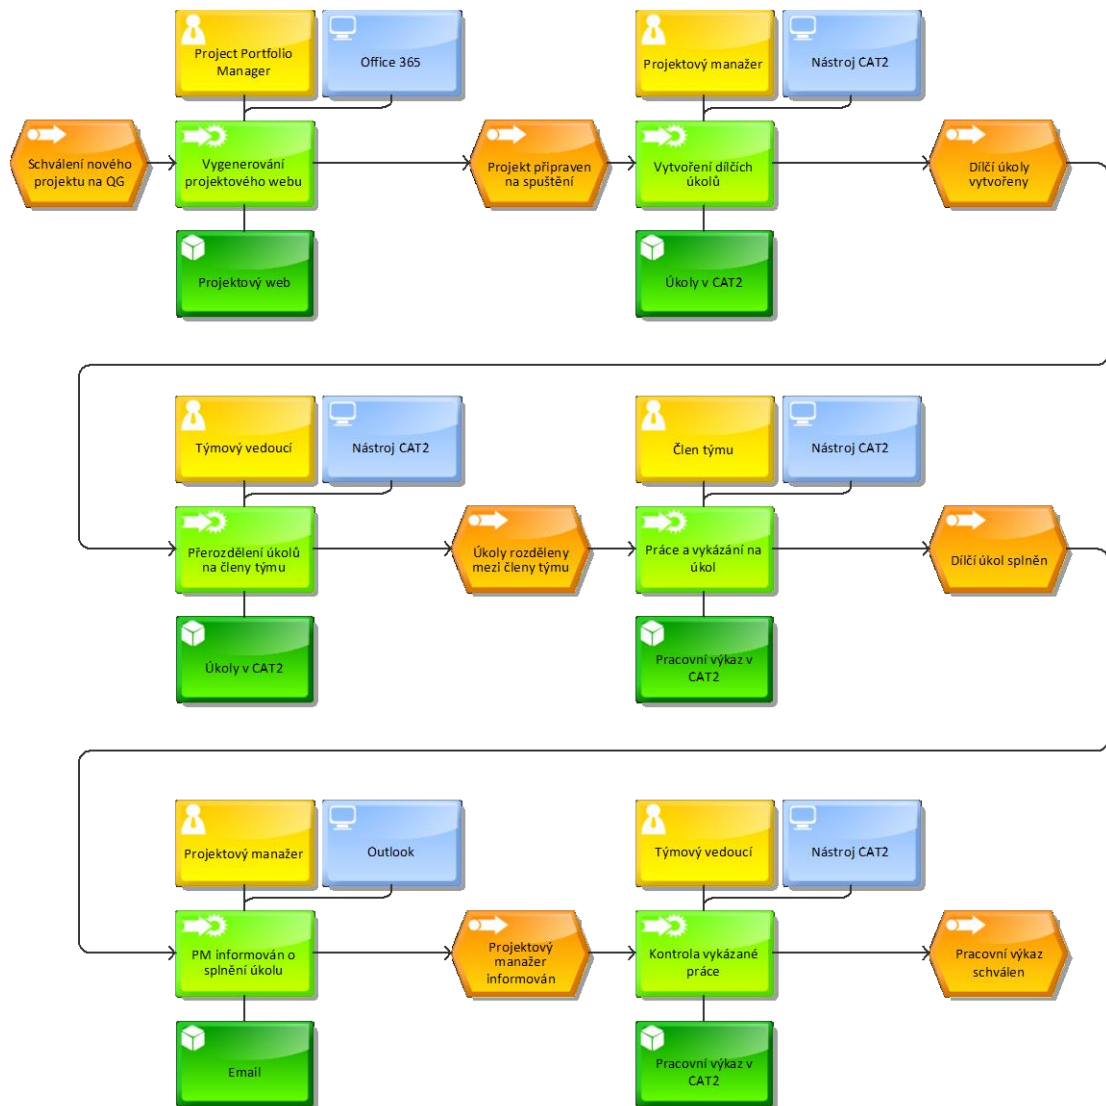 Project Portfolio
Manager
Office 365
Projektový manažer
Nástroj CAT2
Schválení nového
projektu na QG
Vygenerování
projektového webu
Projekt připraven
na spuštění
Vytvoření dílčích
úkolů
Dílčí úkoly
vytvořeny
Projektový web
Úkoly v CAT2
Týmový vedoucí
Nástroj CAT2
Člen týmu
Nástroj CAT2
Přerozdělení úkolů
na členy týmu
Úkoly rozděleny
mezi členy týmu
Práce a vykázání na
úkol
Dílčí úkol splněn
Úkoly v CAT2
Pracovní výkaz v
CAT2
Projektový manažer
Outlook
Týmový vedoucí
Nástroj CAT2
PM informován o
splnění úkolu
Projektový
manažer
informován
Kontrola vykázané
práce
Pracovní výkaz
schválen
Email
Pracovní výkaz v
CAT2